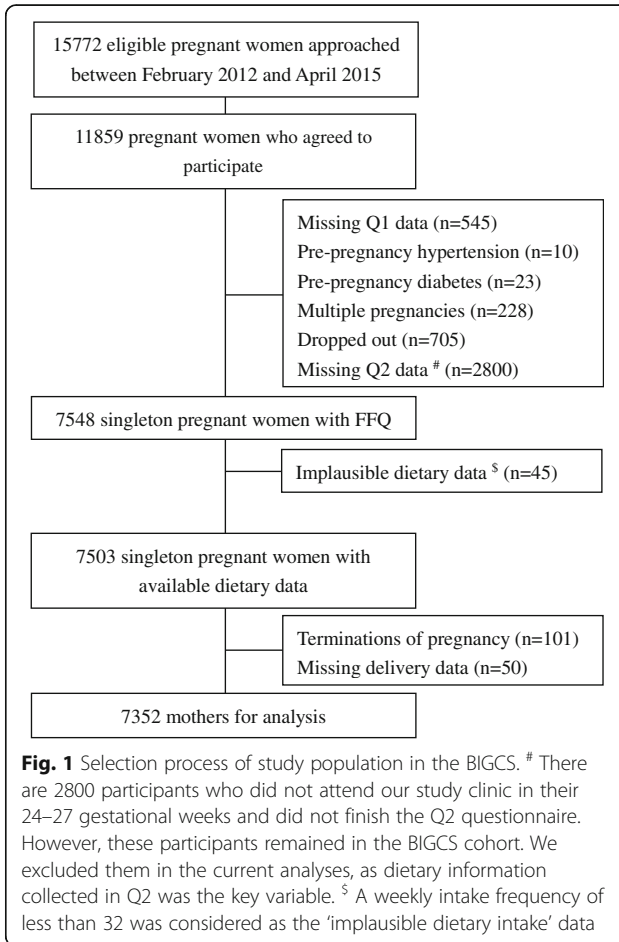 15772 eligible pregnant women approached
between February 2012 and April 2015
11859 pregnant women who agreed to
participate
Missing Q1 data (n=545)
Pre-pregnancy hypertension (n=10)
Pre-pregnancy diabetes (n=23)
Multiple pregnancies (n=228)
Dropped out (n=705)
Missing Q2 data # (n=2800)
7548 singleton pregnant women with FFQ
Implausible dietary data $ (n=45)
7503 singleton pregnant women with
available dietary data
Terminations of pregnancy (n=101)
Missing delivery data (n=50)
7352 mothers for analysis
Fig. 1 Selection process of study population in the BIGCS. # There
are 2800 participants who did not attend our study clinic in their
24–27 gestational weeks and did not finish the Q2 questionnaire.
However, these participants remained in the BIGCS cohort. We
excluded them in the current analyses, as dietary information
collected in Q2 was the key variable. $ A weekly intake frequency of
less than 32 was considered as the ‘implausible dietary intake’ data